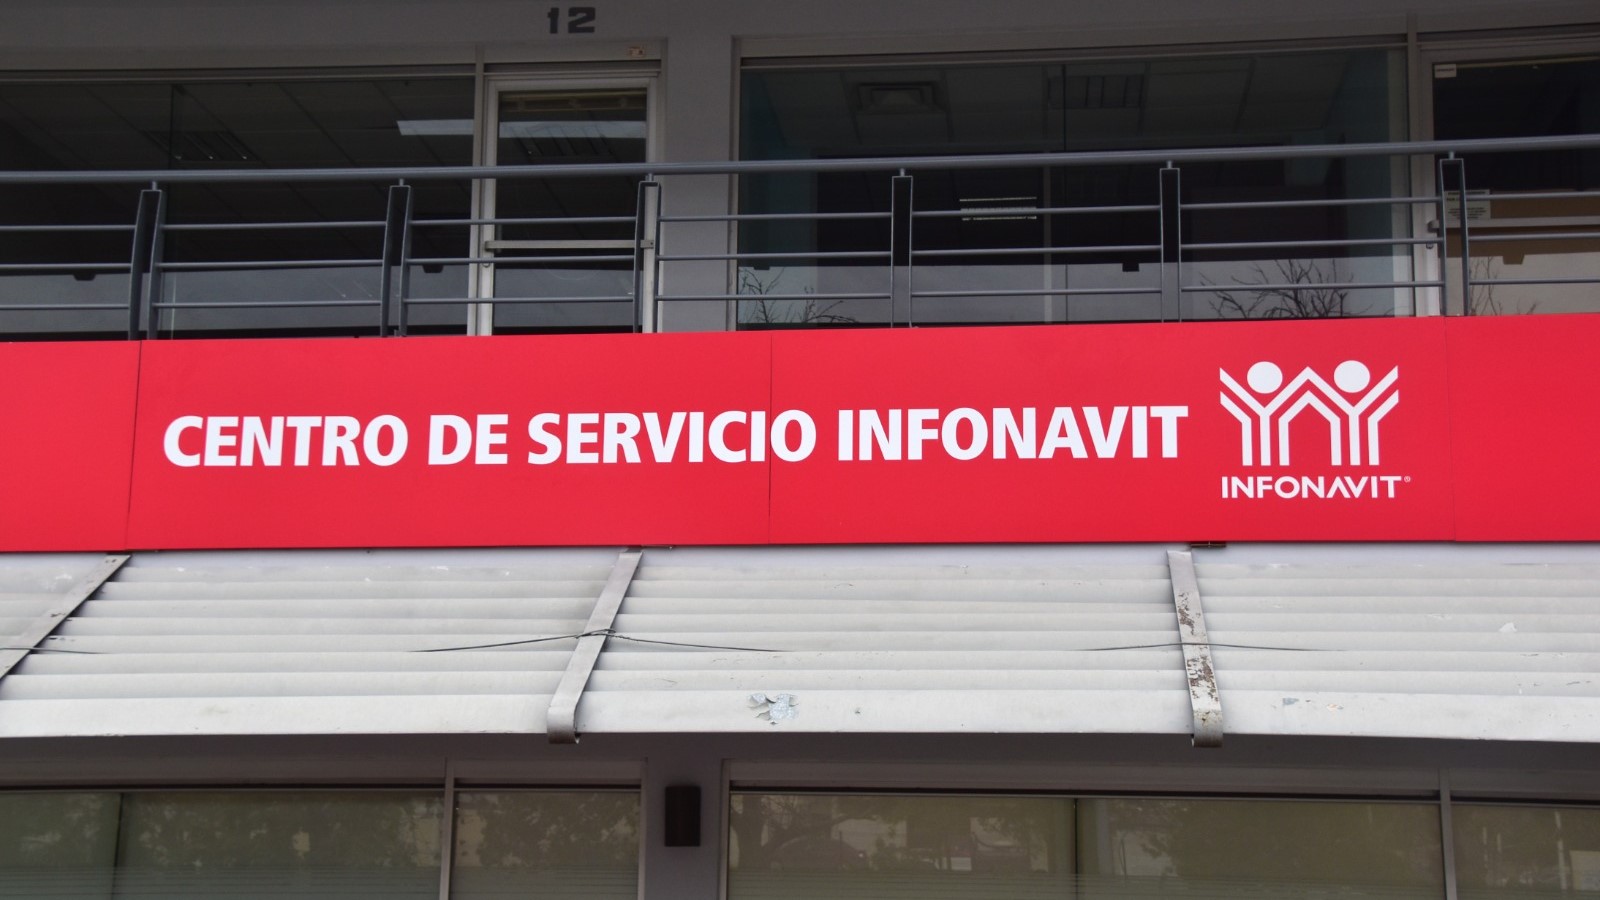 12
CENTRO DE SERVICIO INFONAVIT
INFONAVIT®